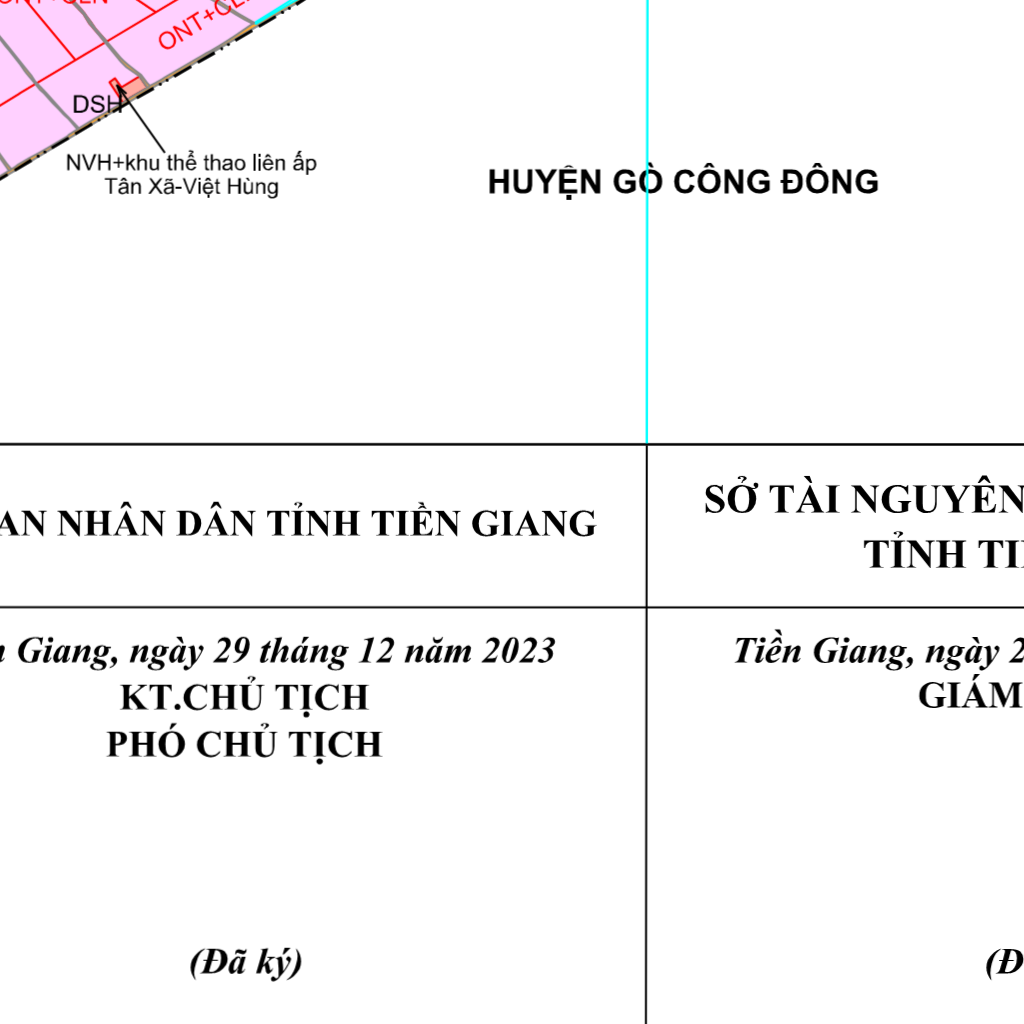 ONT+CLN
DSH
NVH+khu thể thao liên ấp
Tân Xã-Việt Hùng
HUYỆN GÒ CÔNG ĐÔNG
AN NHÂN DÂN TỈNH TIỀN GIANG
SỞ TÀI NGUYÊN
TỈNH
Giang, ngày 29 tháng 12 năm 2023
KT.CHỦ TỊCH
PHÓ CHỦ TỊCH
(Đã ký)
Tiền Giang, ngày 2
GIÁM
(Đ